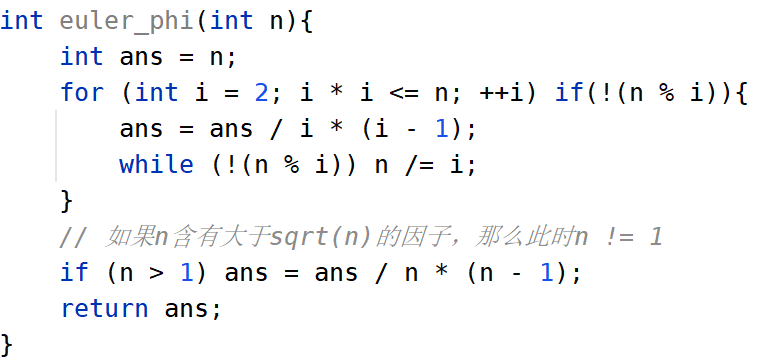 int euler_phi(int n){
    int ans = n;
    for (int i = 2; i * i <= n; ++i) if(!(n % i)){
        ans = ans / i * (i - 1);
        while (!(n % i)) n /= i;
    }
    // 如果n含有大于sqrt(n)的因子，那么此时n != 1
    if (n > 1) ans = ans / n * (n - 1);
    return ans;
}